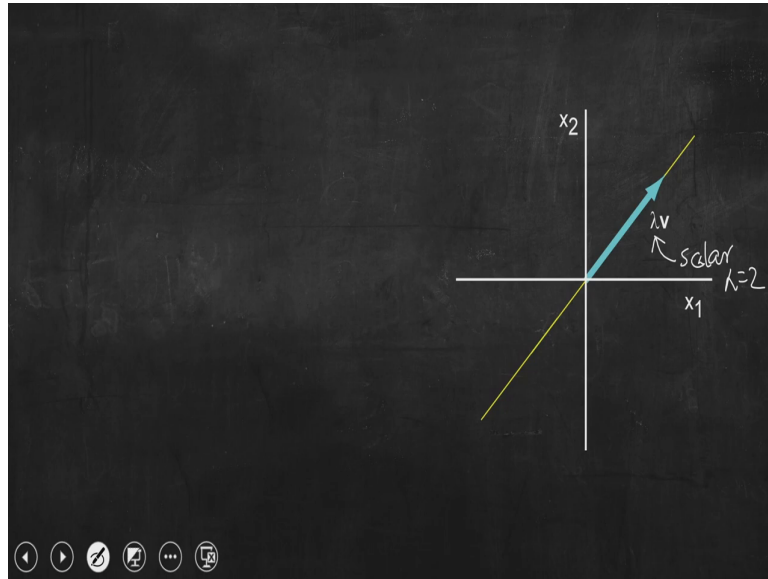 x₂
λv
scalar
λ=2
x₁